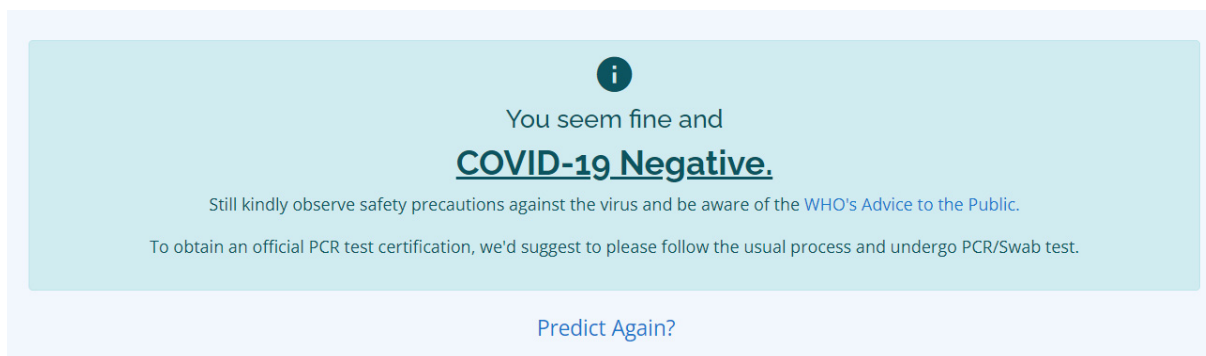 You seem fine and
COVID-19 Negative.
Still kindly observe safety precautions against the virus and be aware of the WHO's Advice to the Public.
To obtain an official PCR test certification, we'd suggest to please follow the usual process and undergo PCR/Swab test.
Predict Again?